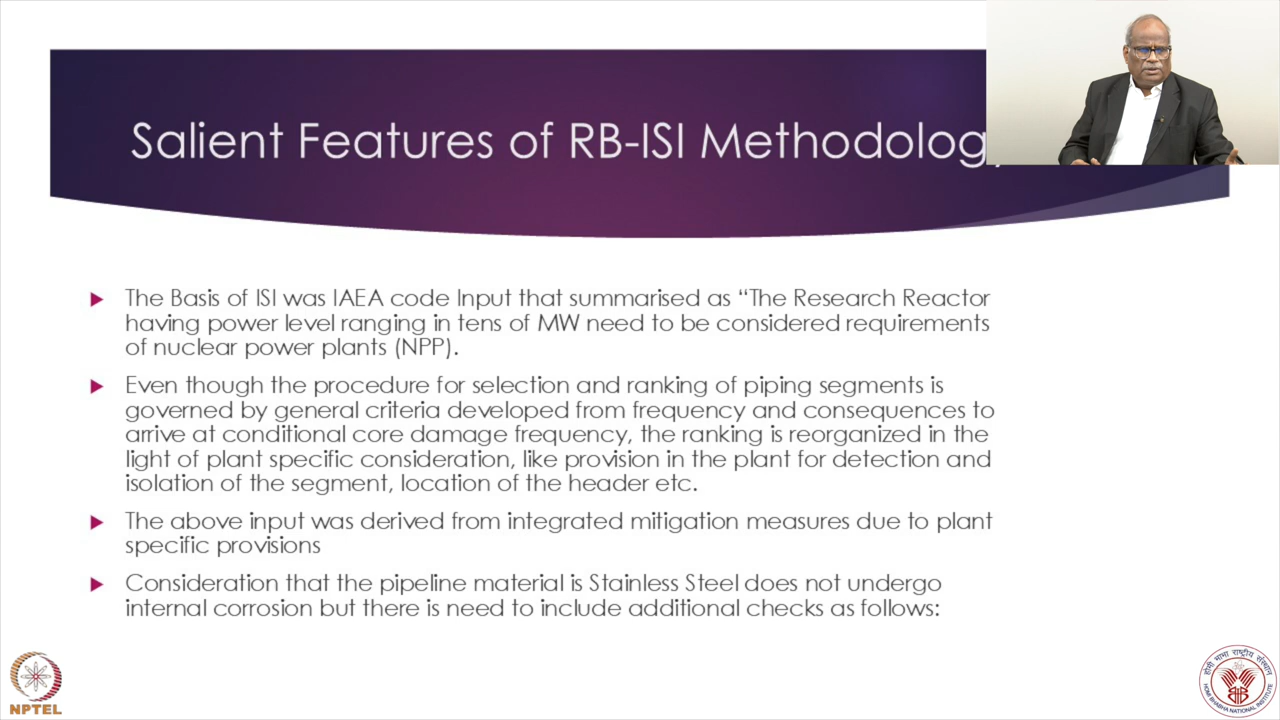 Salient Features of RB-ISI Methodology
The Basis of ISI was IAEA code Input that summarised as “The Research Reactor
having power level ranging in tens of MW need to be considered requirements
of nuclear power plants (NPP).
Even though the procedure for selection and ranking of piping segments is
governed by general criteria developed from frequency and consequences to
arrive at conditional core damage frequency, the ranking is reorganized in the
light of plant specific consideration, like provision in the plant for detection and
isolation of the segment, location of the header etc.
The above input was derived from integrated mitigation measures due to plant
specific provisions
Consideration that the pipeline material is Stainless Steel does not undergo
internal corrosion but there is need to include additional checks as follows:
NPTEL
होमी भाभा राष्ट्रीय संस्थान
HOMI BHABHA NATIONAL INSTITUTE